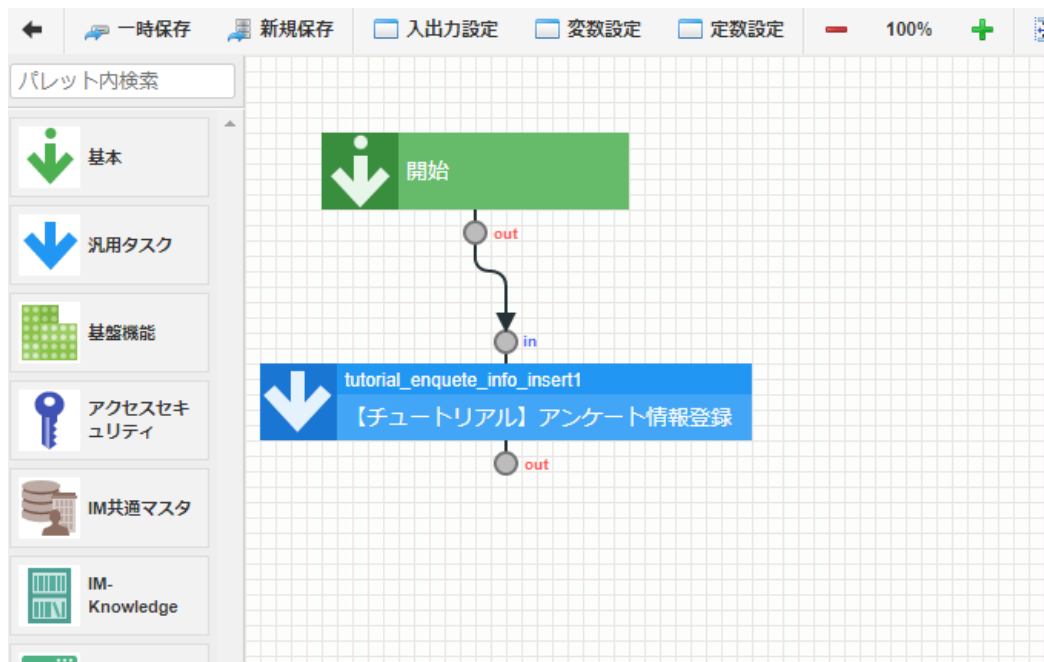 一時保存 新規保存 入出力設定 変数設定 定数設定 100%
パレット内検索
基本
汎用タスク
基盤機能
アクセスセキ
ュリティ
IM共通マスタ
IM-
Knowledge
開始
out
in
tutorial_enquete_info_insert1
【チュートリアル】アンケート情報登録
out